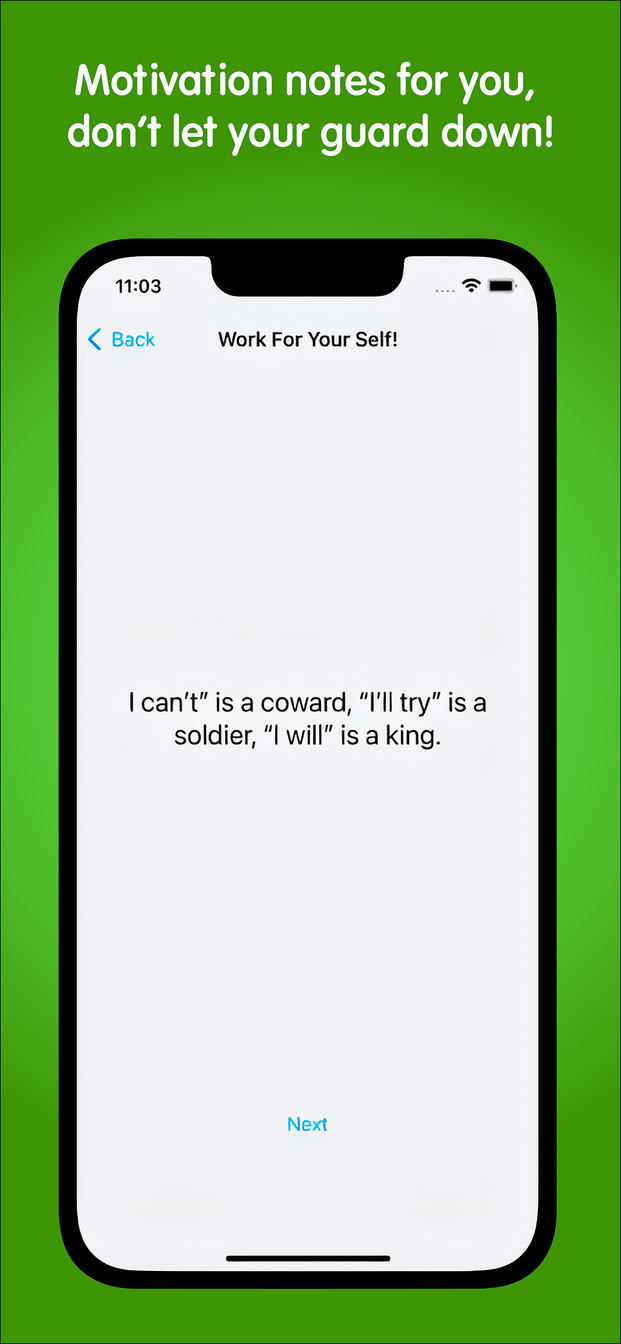 Motivation notes for you,
don't let your guard down!
11:03
Back
Work For Your Self!
I can't” is a coward, “I'll try” is a
soldier, “I will” is a king.
Next